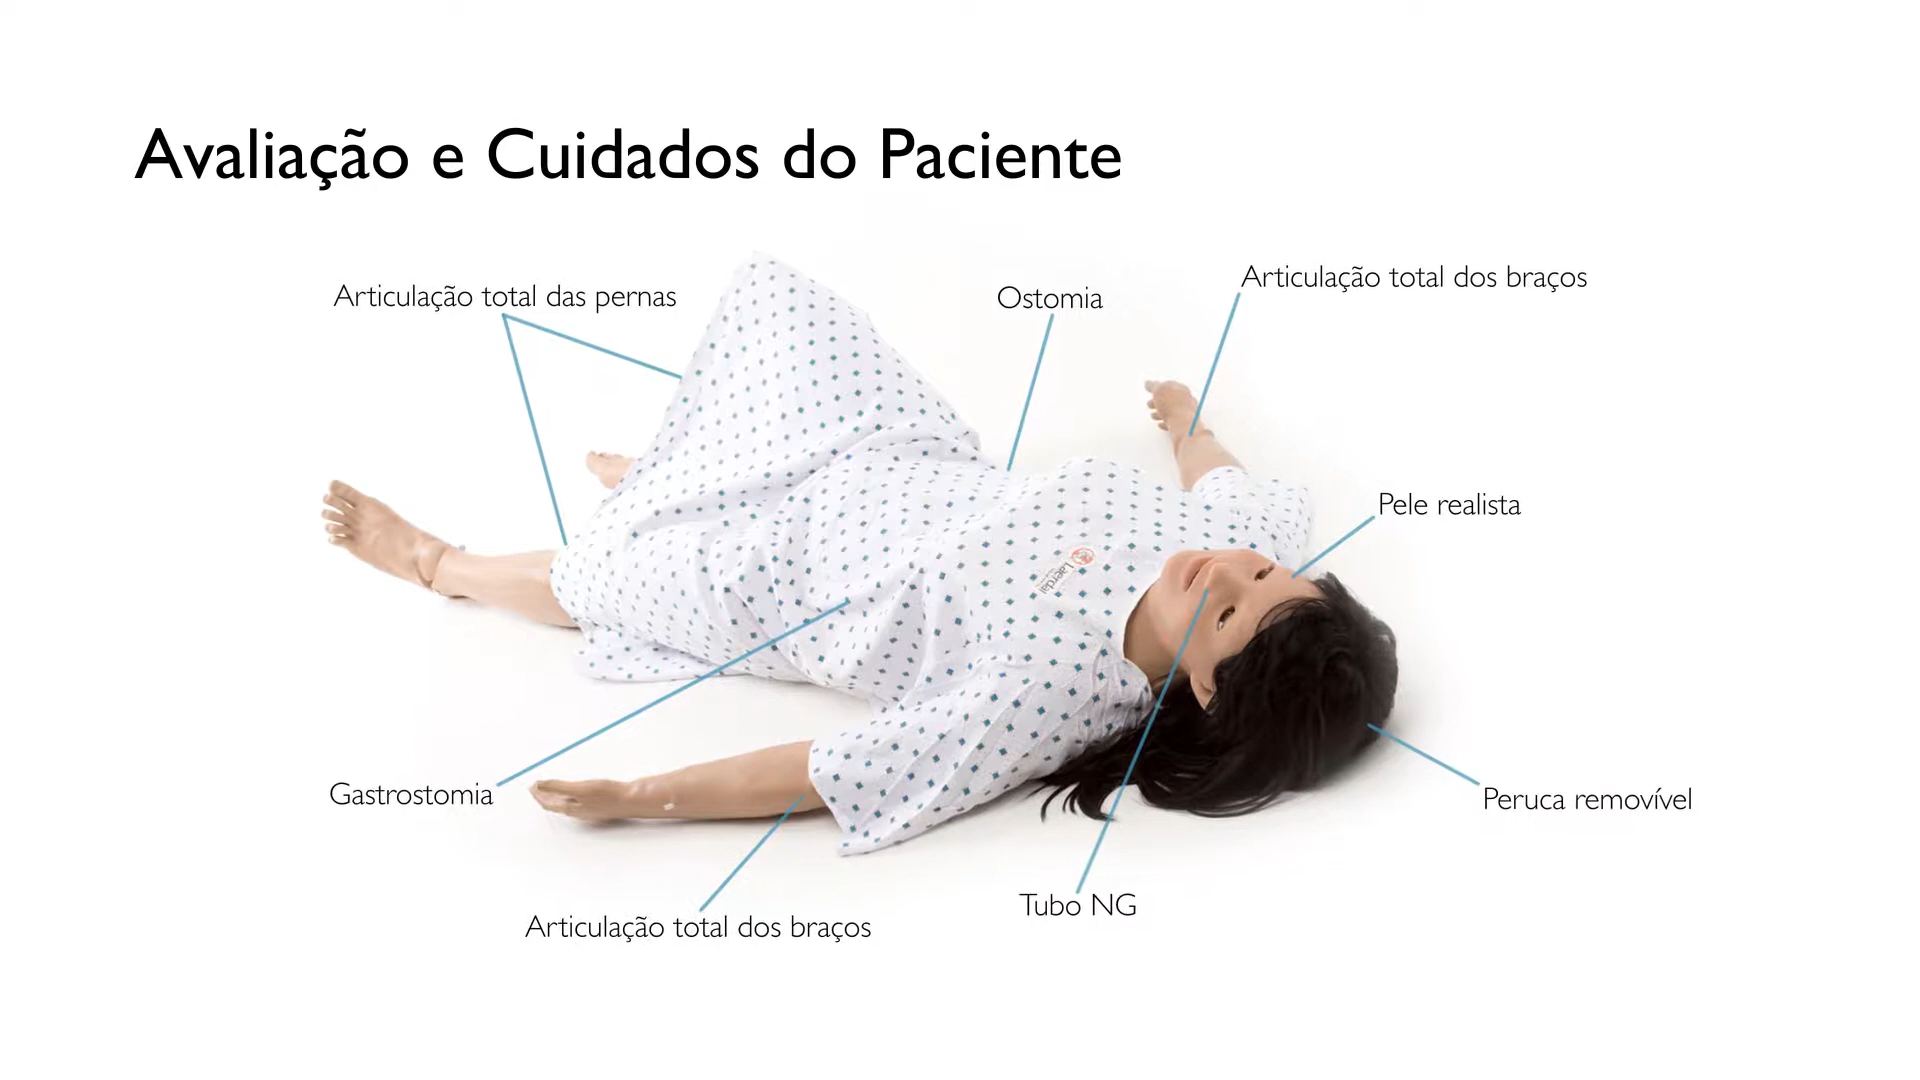 Avaliação e Cuidados do Paciente
Articulação total das pernas
Ostomia
Articulação total dos braços
Pele realista
Laerdal
Gastrostomia
Peruca removível
Tubo NG
Articulação total dos braços